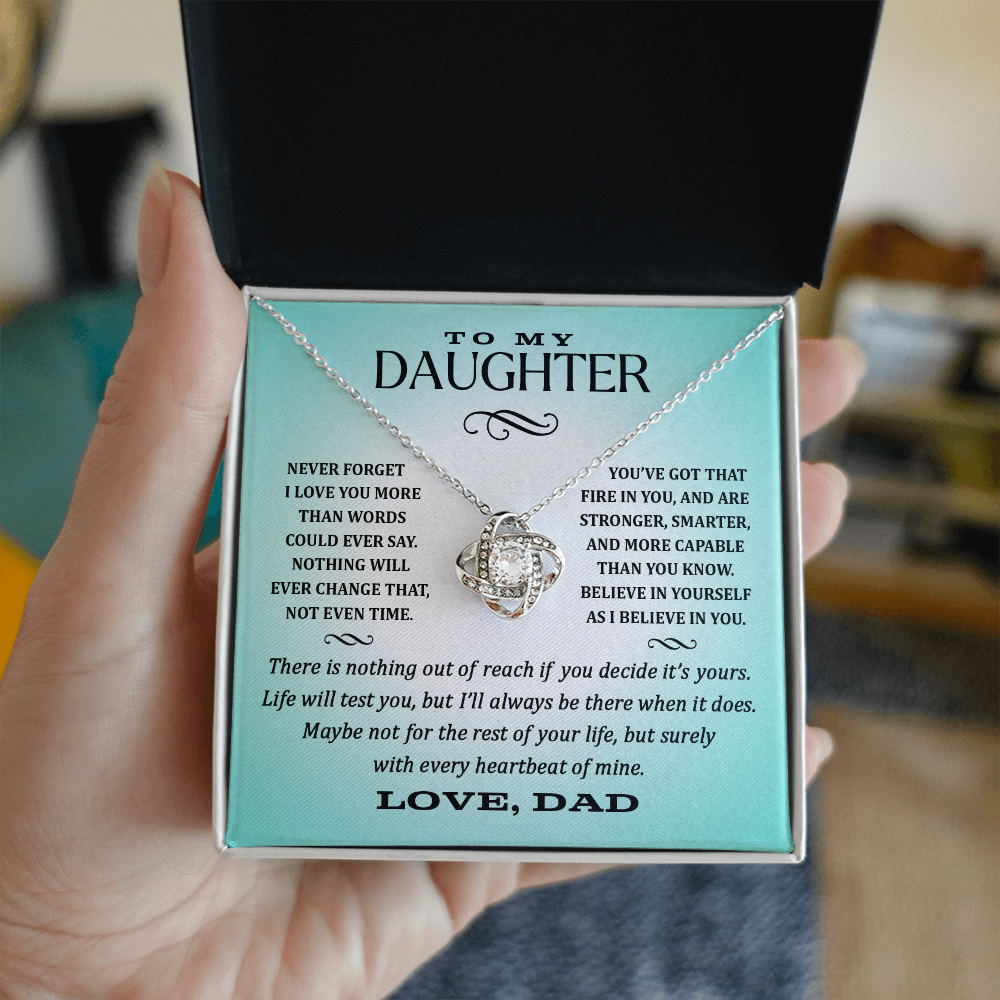 TO MY
DAUGHTER
NEVER FORGET
I LOVE YOU MORE
THAN WORDS
COULD EVER SAY.
NOTHING WILL
EVER CHANGE THAT,
NOT EVEN TIME.
YOU'VE GOT THAT
FIRE IN YOU, AND ARE
STRONGER, SMARTER,
AND MORE CAPABLE
THAN YOU KNOW.
BELIEVE IN YOURSELF
AS I BELIEVE IN YOU.
There is nothing out of reach if you decide it's yours.
Life will test you, but I'll always be there when it does.
Maybe not for the rest of your life, but surely
with every heartbeat of mine.
LOVE, DAD